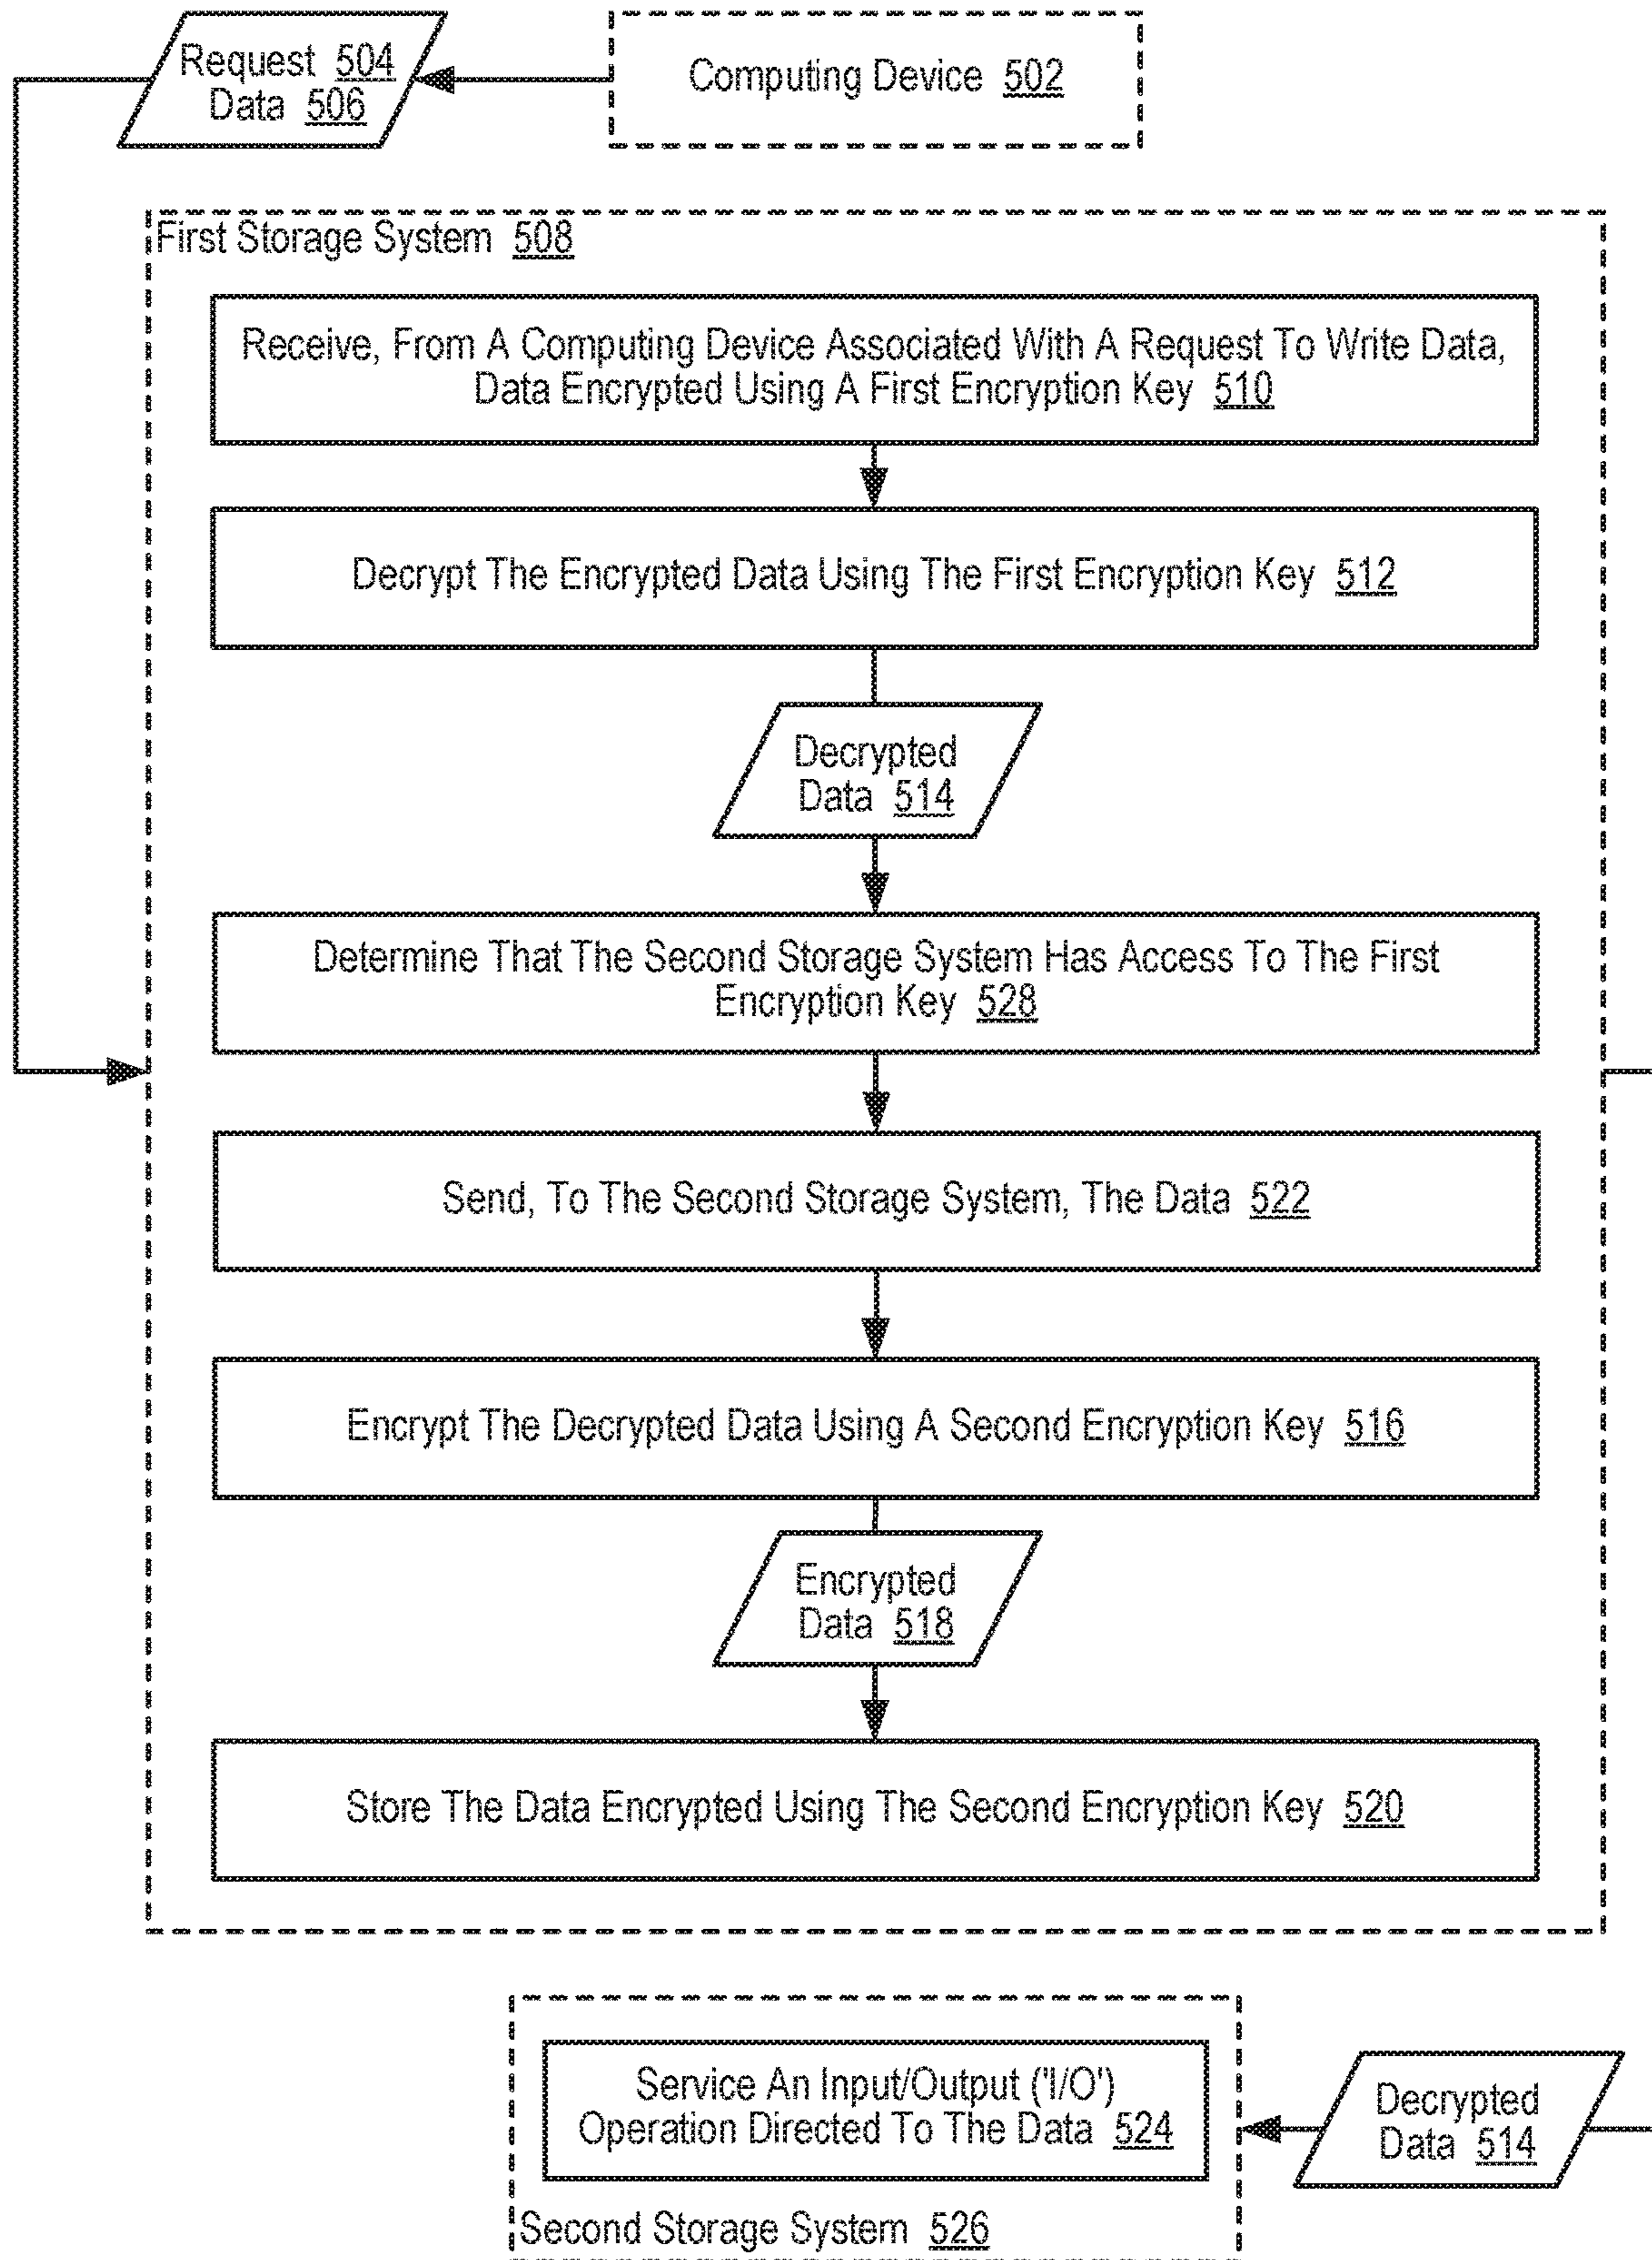 Request 504
Data 506
Computing Device 502
First Storage System 508
Receive, From A Computing Device Associated With A Request To Write Data,
Data Encrypted Using A First Encryption Key 510
Decrypt The Encrypted Data Using The First Encryption Key 512
Decrypted
Data 514
Determine That The Second Storage System Has Access To The First
Encryption Key 528
Send, To The Second Storage System, The Data 522
Encrypt The Decrypted Data Using A Second Encryption Key 516
Encrypted
Data 518
Store The Data Encrypted Using The Second Encryption Key 520
Service An Input/Output ('I/O')
Operation Directed To The Data 524
Decrypted
Data 514
Second Storage System 526